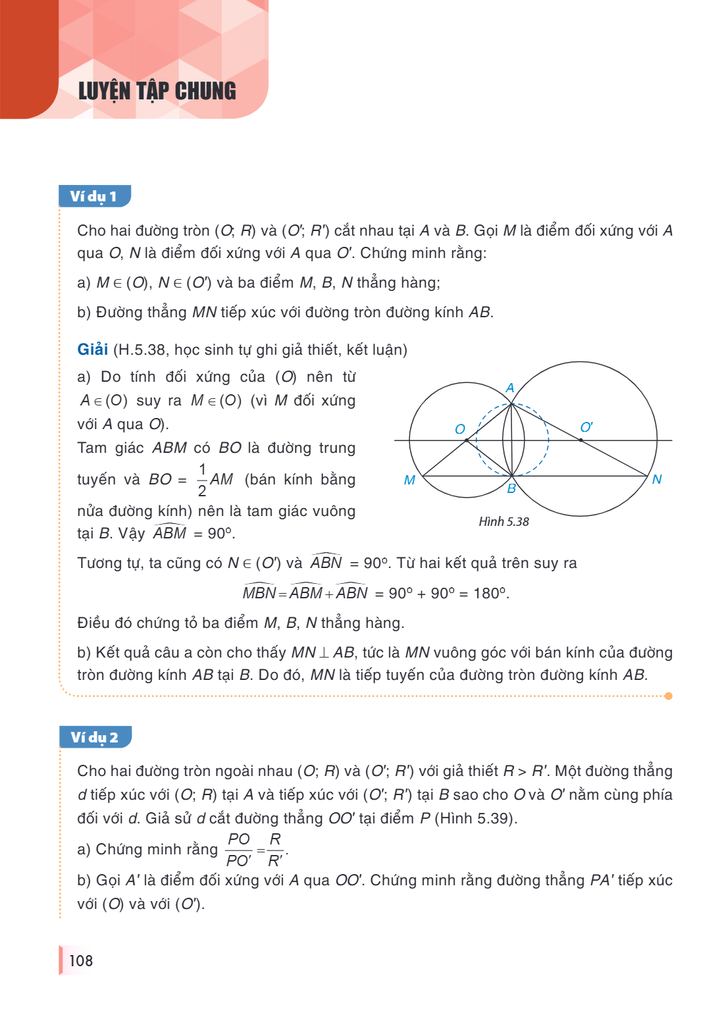 LUYỆN TẬP CHUNG
Ví dụ 1
Cho hai đường tròn (O; R) và (O′; R′) cắt nhau tại A và B. Gọi M là điểm đối xứng với A
qua O, N là điểm đối xứng với A qua O′. Chứng minh rằng:
a) M ∈ (O), N ∈ (O′) và ba điểm M, B, N thẳng hàng;
b) Đường thẳng MN tiếp xúc với đường tròn đường kính AB.
Giải (H.5.38, học sinh tự ghi giả thiết, kết luận)
a) Do tính đối xứng của (O) nên từ
A ∈ (O) suy ra M ∈ (O) (vì M đối xứng
với A qua O).
Tam giác ABM có BO là đường trung
tuyến và BO = 1/2 AM (bán kính bằng
nửa đường kính) nên là tam giác vuông
tại B. Vậy \widehat{ABM} = 90º.
A
O
O′
M
B
N
Hình 5.38
Tương tự, ta cũng có N ∈ (O′) và \widehat{ABN} = 90º. Từ hai kết quả trên suy ra
\widehat{MBN} = \widehat{ABM} + \widehat{ABN} = 90º + 90º = 180º.
Điều đó chứng tỏ ba điểm M, B, N thẳng hàng.
b) Kết quả câu a còn cho thấy MN ⊥ AB, tức là MN vuông góc với bán kính của đường
tròn đường kính AB tại B. Do đó, MN là tiếp tuyến của đường tròn đường kính AB.
Ví dụ 2
Cho hai đường tròn ngoài nhau (O; R) và (O′; R′) với giả thiết R > R′. Một đường thẳng
d tiếp xúc với (O; R) tại A và tiếp xúc với (O′; R′) tại B sao cho O và O′ nằm cùng phía
đối với d. Giả sử d cắt đường thẳng OO′ tại điểm P (Hình 5.39).
a) Chứng minh rằng PO/PO′ = R/R′.
b) Gọi A′ là điểm đối xứng với A qua OO′. Chứng minh rằng đường thẳng PA′ tiếp xúc
với (O) và với (O′).
108